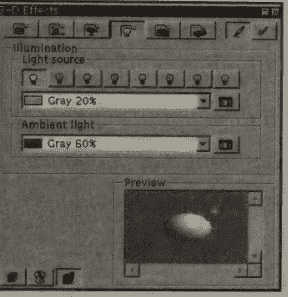 3-D Effects
Illumination
Light source
Gray 20%
Ambient light
Gray 60%
Preview